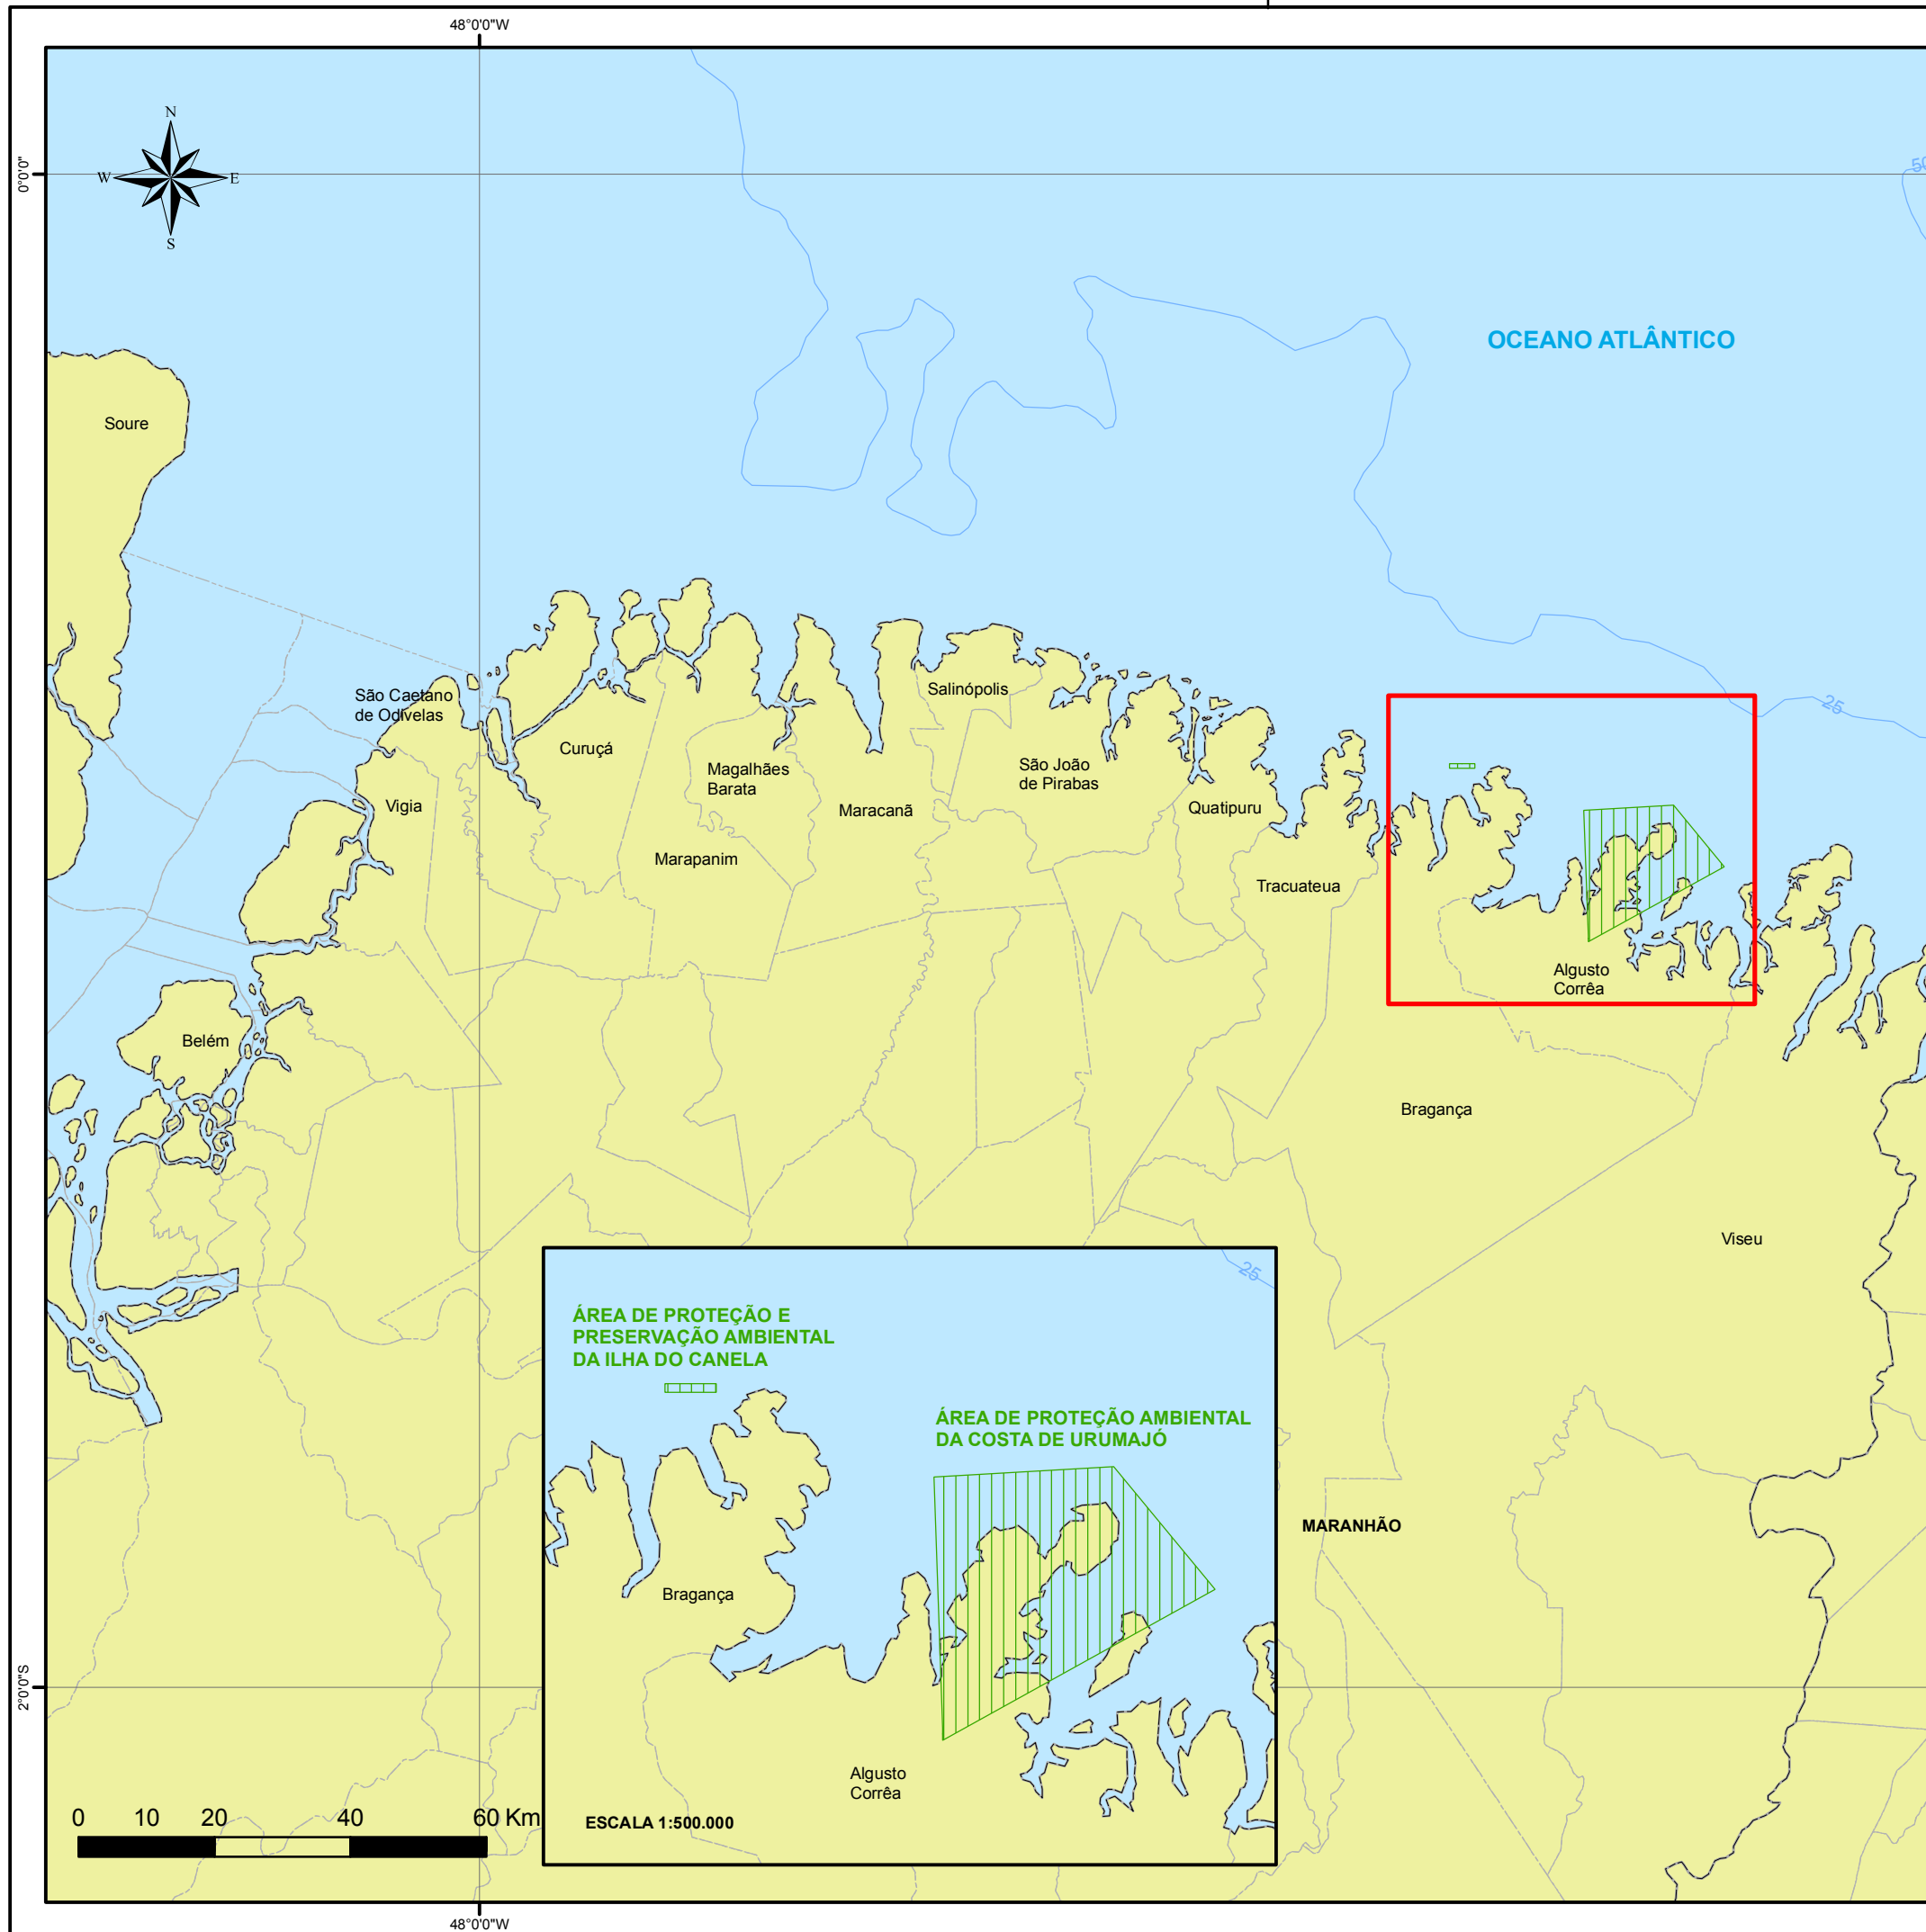 48°0'0"W
0°0'0"
N
W
E
S
50
OCEANO ATLÂNTICO
Soure
São Caetano
de Odivelas
Salinópolis
25
Curuçá
Magalhães
Barata
São João
de Pirabas
Vigia
Maracanã
Quatipuru
Marapanim
Tracuateua
Algusto
Corrêa
Belém
Bragança
Viseu
25
ÁREA DE PROTEÇÃO E
PRESERVAÇÃO AMBIENTAL
DA ILHA DO CANELA
ÁREA DE PROTEÇÃO AMBIENTAL
DA COSTA DE URUMAJÓ
MARANHÃO
Bragança
2°0'0"S
Algusto
Corrêa
0 10 20 40 60 Km
ESCALA 1:500.000
48°0'0"W